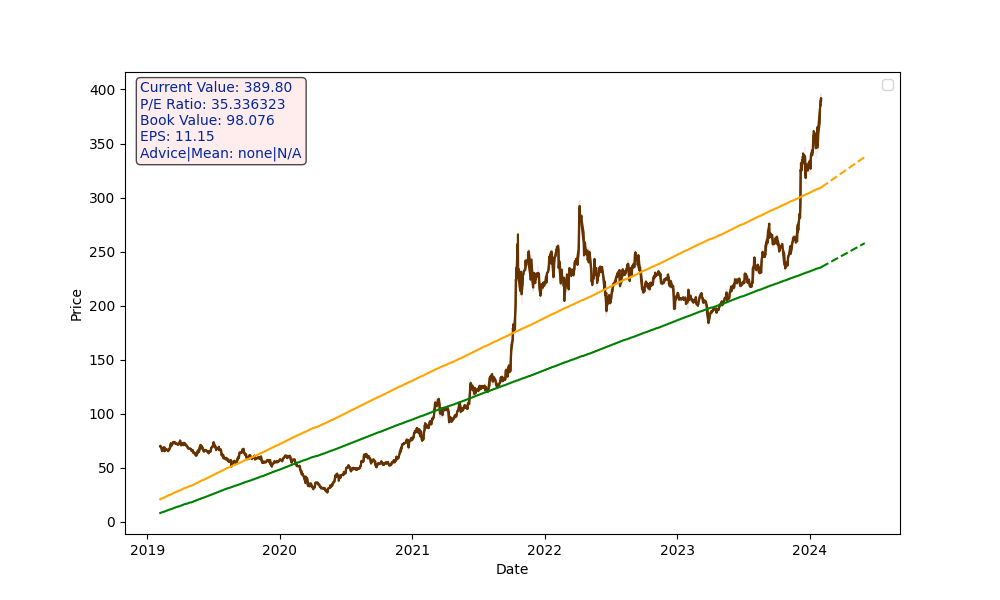 Current Value: 389.80
P/E Ratio: 35.336323
Book Value: 98.076
EPS: 11.15
Advice|Mean: none|N/A
400
350
300
250
200
150
100
50
0
Price
2019 2020 2021 2022 2023 2024
Date